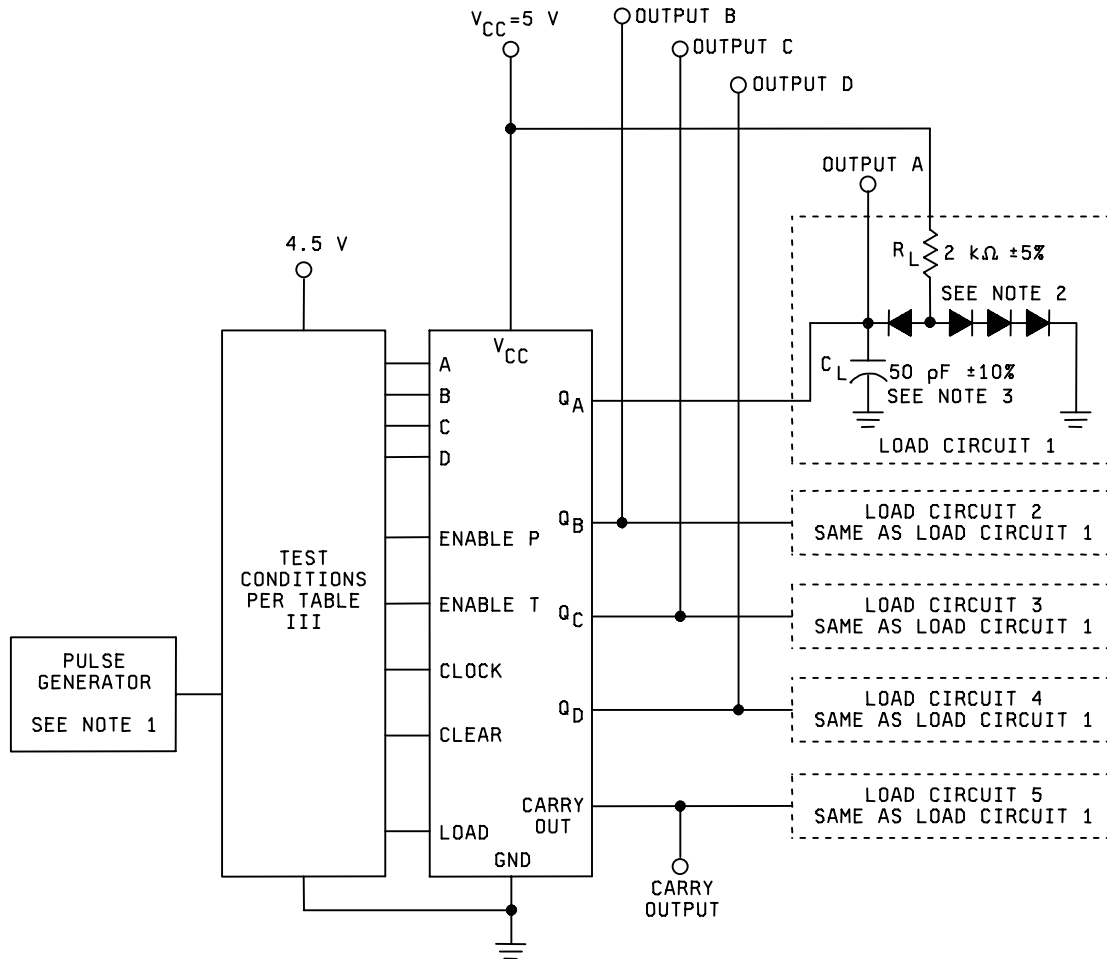 V_CC=5 V
OUTPUT B
OUTPUT C
OUTPUT D
OUTPUT A
4.5 V
R_L 2 kΩ ±5%
SEE NOTE 2
C_L 50 pF ±10%
SEE NOTE 3
LOAD CIRCUIT 1
V_CC
A
B
C
D
ENABLE P
ENABLE T
CLOCK
CLEAR
LOAD
GND
Q_A
Q_B
Q_C
Q_D
CARRY
OUT
TEST
CONDITIONS
PER TABLE
III
PULSE
GENERATOR
SEE NOTE 1
LOAD CIRCUIT 2
SAME AS LOAD CIRCUIT 1
LOAD CIRCUIT 3
SAME AS LOAD CIRCUIT 1
LOAD CIRCUIT 4
SAME AS LOAD CIRCUIT 1
LOAD CIRCUIT 5
SAME AS LOAD CIRCUIT 1
CARRY
OUTPUT